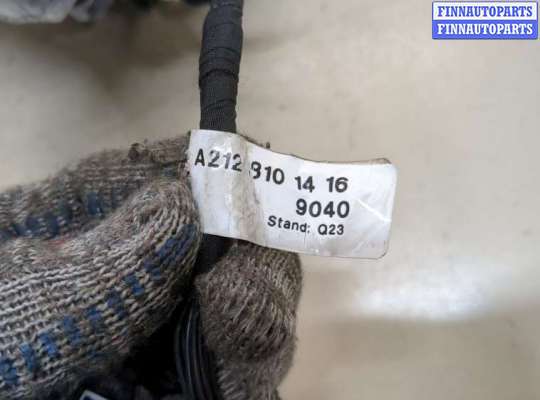 FINNAUTOPARTS
FINNAUTOPARTS
A212 810 14 16
9040
Stand: Q23